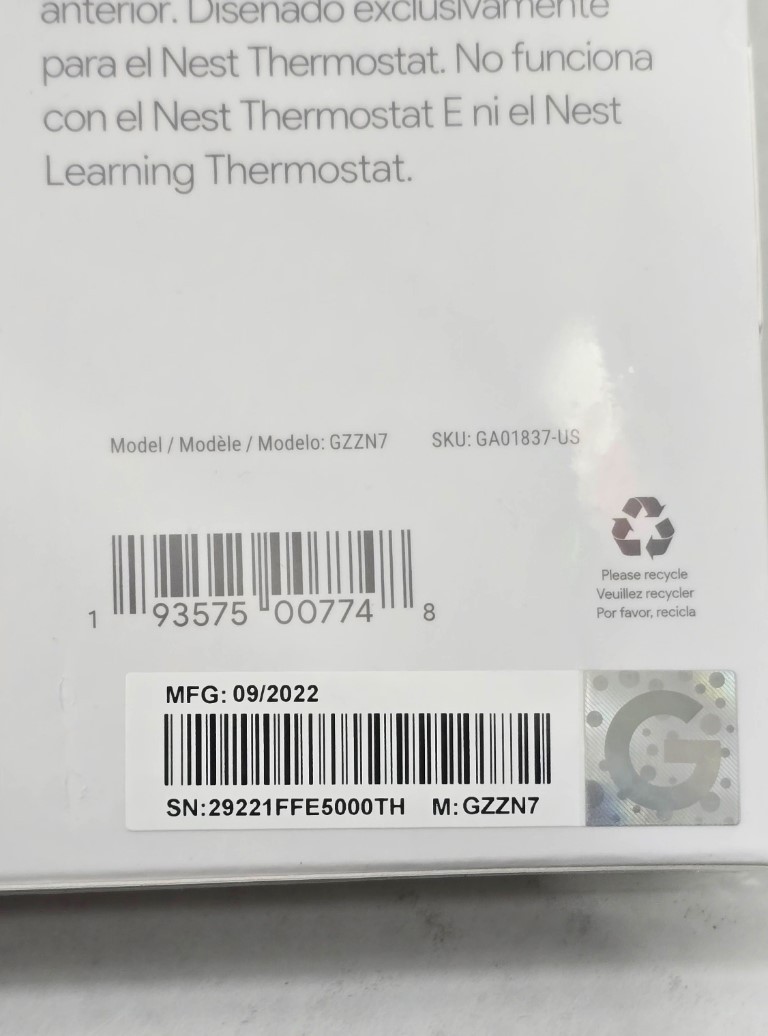 anterior. Diseñado exclusivamente
para el Nest Thermostat. No funciona
con el Nest Thermostat E ni el Nest
Learning Thermostat.
Model / Modèle / Modelo: GZZN7 SKU: GA01837-US
1 93575 00774 8
Please recycle
Veuillez recycler
Por favor, recicla
MFG: 09/2022
SN:29221FFE5000TH M:GZZN7
G